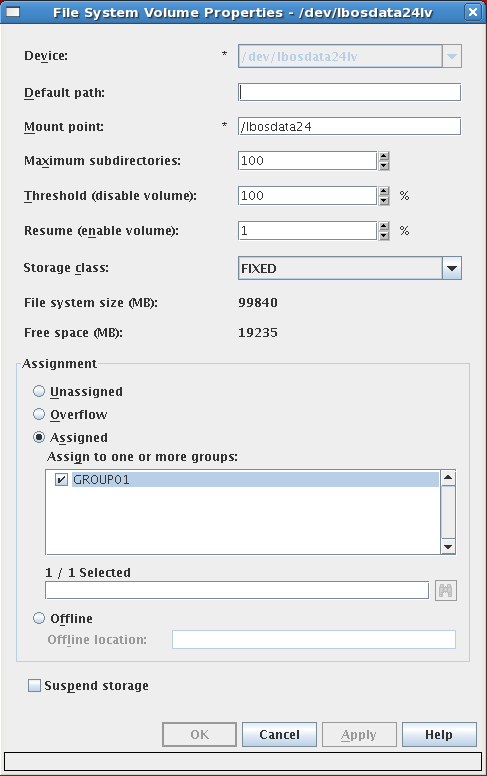 File System Volume Properties - /dev/lbosdata24lv
Device: * /dev/lbosdata24lv
Default path:
Mount point: * /lbosdata24
Maximum subdirectories: 100
Threshold (disable volume): 100 %
Resume (enable volume): 1 %
Storage class: FIXED
File system size (MB): 99840
Free space (MB): 19235
Assignment
Unassigned
Overflow
Assigned
Assign to one or more groups:
GROUP01
1 / 1 Selected
Offline
Offline location:
Suspend storage
OK Cancel Apply Help